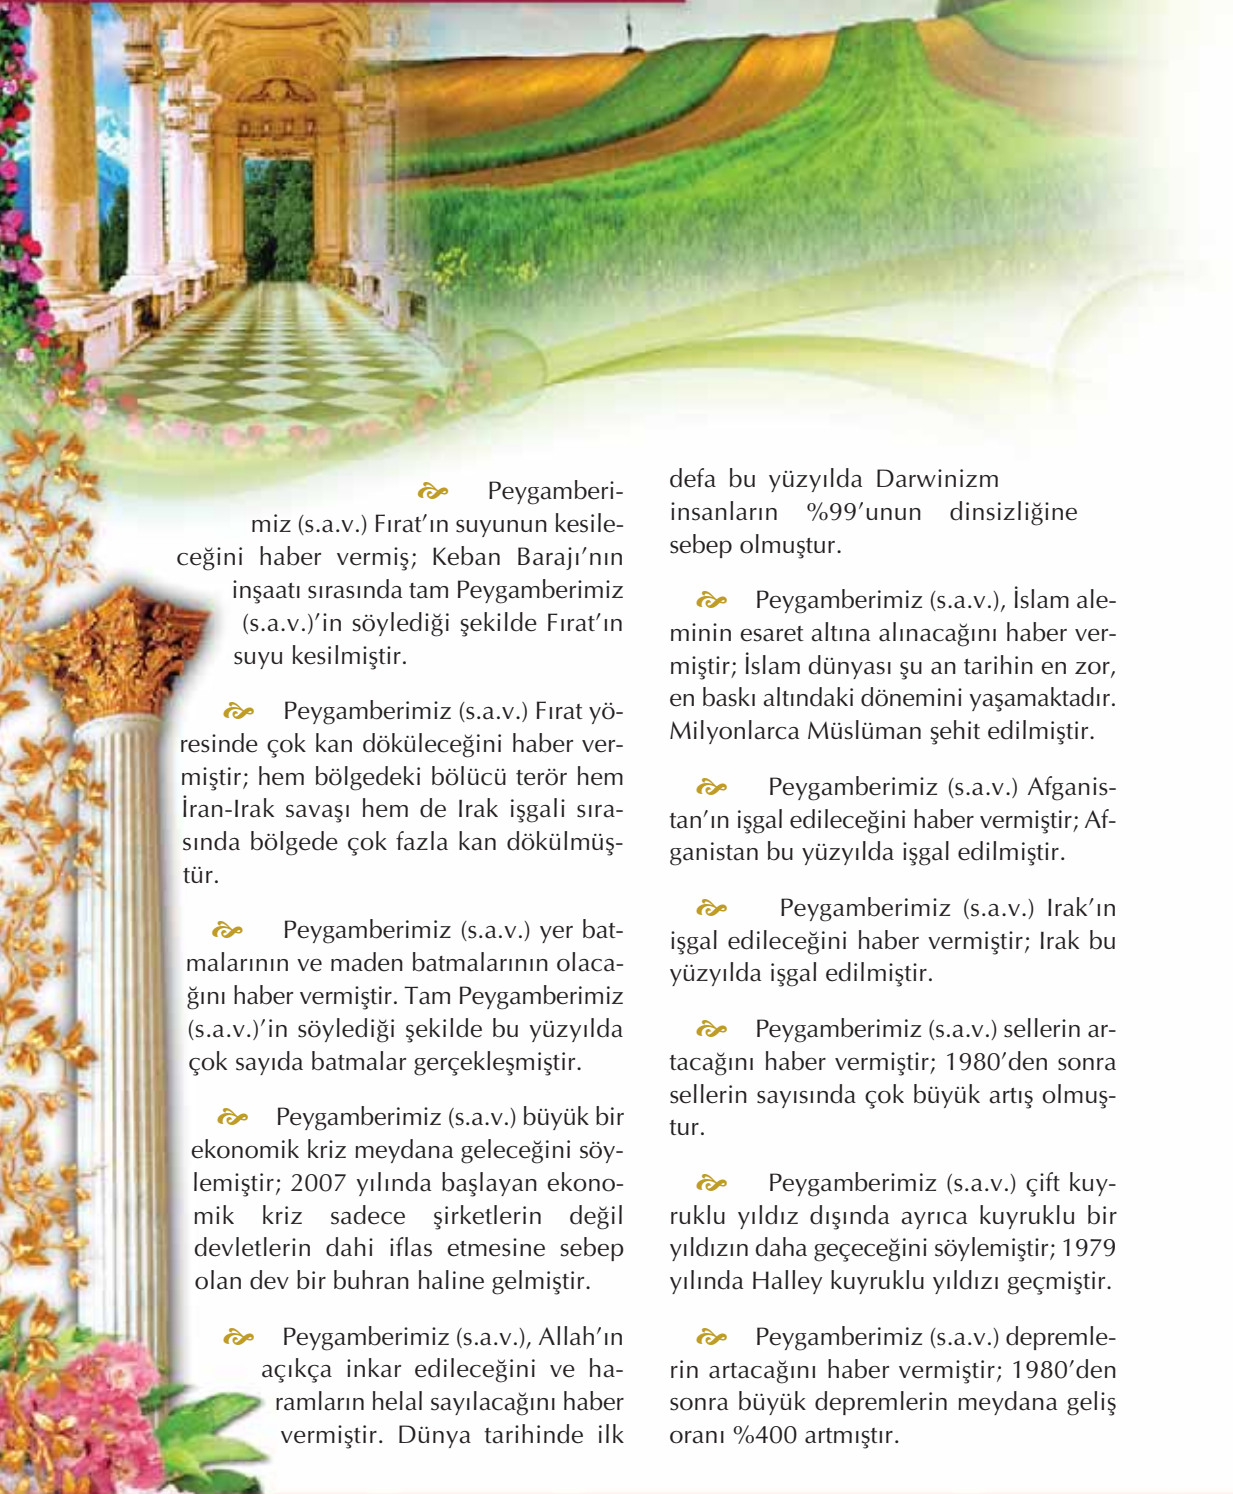 Peygamberi-
miz (s.a.v.) Fırat’ın suyunun kesile-
ceğini haber vermiş; Keban Barajı’nın
inşaatı sırasında tam Peygamberimiz
(s.a.v.)’in söylediği şekilde Fırat’ın
suyu kesilmiştir.
Peygamberimiz (s.a.v.) Fırat yö-
resinde çok kan döküleceğini haber ver-
miştir; hem bölgedeki bölücü terör hem
İran-Irak savaşı hem de Irak işgali sıra-
sında bölgede çok fazla kan dökülmüş-
tür.
Peygamberimiz (s.a.v.) yer bat-
malarının ve maden batmalarının olaca-
ğını haber vermiştir. Tam Peygamberimiz
(s.a.v.)’in söylediği şekilde bu yüzyılda
çok sayıda batmalar gerçekleşmiştir.
Peygamberimiz (s.a.v.) büyük bir
ekonomik kriz meydana geleceğini söy-
lemiştir; 2007 yılında başlayan ekono-
mik kriz sadece şirketlerin değil
devletlerin dahi iflas etmesine sebep
olan dev bir buhran haline gelmiştir.
Peygamberimiz (s.a.v.), Allah’ın
açıkça inkar edileceğini ve ha-
ramların helal sayılacağını haber
vermiştir. Dünya tarihinde ilk
defa bu yüzyılda Darwinizm
insanların %99’unun dinsizliğine
sebep olmuştur.
Peygamberimiz (s.a.v.), İslam ale-
minin esaret altına alınacağını haber ver-
miştir; İslam dünyası şu an tarihin en zor,
en baskı altındaki dönemini yaşamaktadır.
Milyonlarca Müslüman şehit edilmiştir.
Peygamberimiz (s.a.v.) Afganis-
tan’ın işgal edileceğini haber vermiştir; Af-
ganistan bu yüzyılda işgal edilmiştir.
Peygamberimiz (s.a.v.) Irak’ın
işgal edileceğini haber vermiştir; Irak bu
yüzyılda işgal edilmiştir.
Peygamberimiz (s.a.v.) sellerin ar-
tacağını haber vermiştir; 1980’den sonra
sellerin sayısında çok büyük artış olmuş-
tur.
Peygamberimiz (s.a.v.) çift kuy-
ruklu yıldız dışında ayrıca kuyruklu bir
yıldızın daha geçeceğini söylemiştir; 1979
yılında Halley kuyruklu yıldızı geçmiştir.
Peygamberimiz (s.a.v.) depremle-
rin artacağını haber vermiştir; 1980’den
sonra büyük depremlerin meydana geliş
oranı %400 artmıştır.